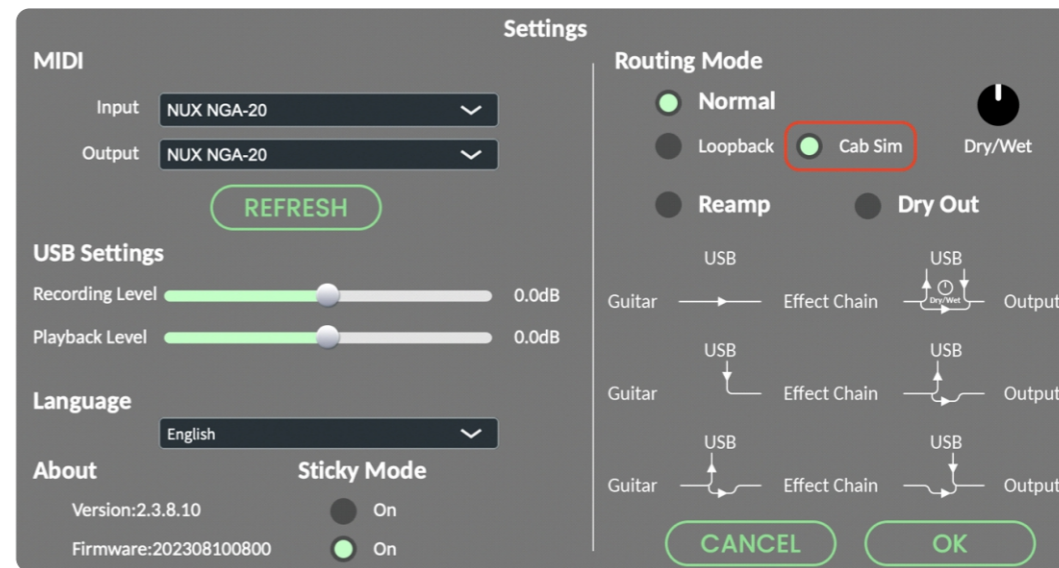 Settings
MIDI
Input NUX NGA-20
Output NUX NGA-20
REFRESH
USB Settings
Recording Level 0.0dB
Playback Level 0.0dB
Language
English
About Sticky Mode
Version:2.3.8.10 On
Firmware:202308100800 On
Routing Mode
Normal
Loopback Cab Sim Dry/Wet
Reamp Dry Out
USB USB
Guitar Effect Chain Dry/Wet Output
USB USB
Guitar Effect Chain Output
USB USB
Guitar Effect Chain Output
CANCEL OK